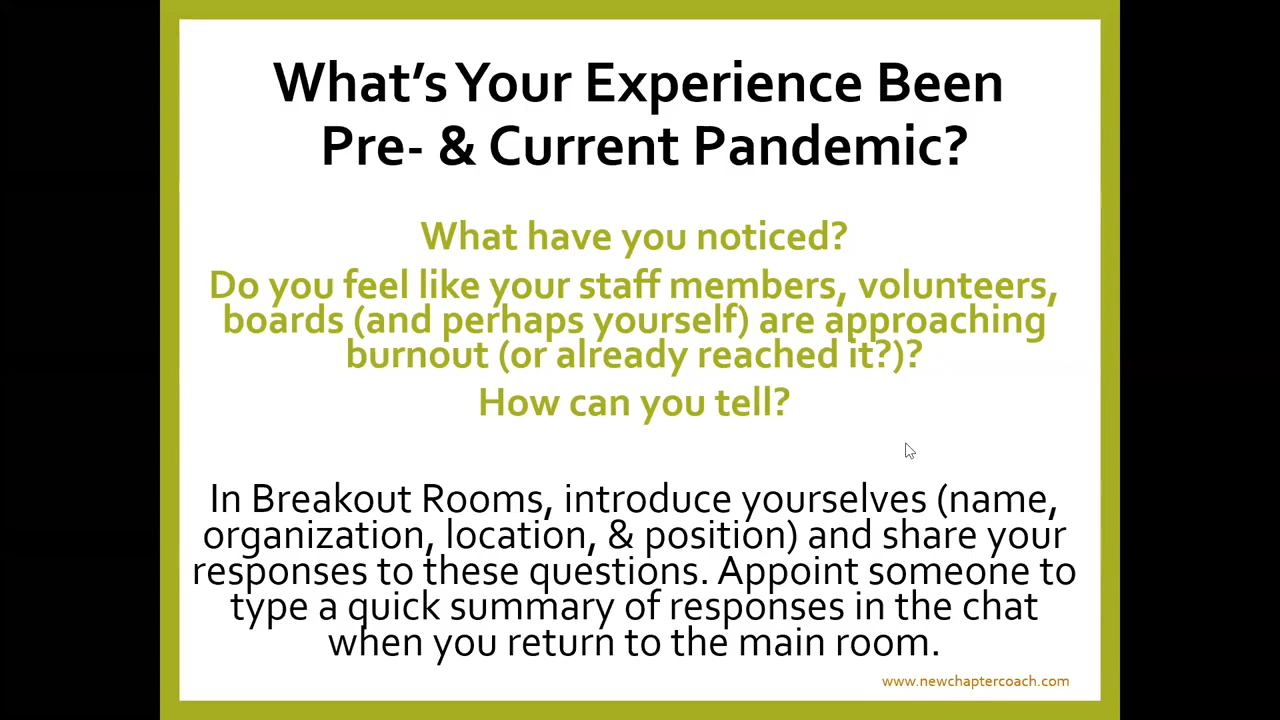 What’s Your Experience Been
Pre- & Current Pandemic?
What have you noticed?
Do you feel like your staff members, volunteers,
boards (and perhaps yourself) are approaching
burnout (or already reached it?)?
How can you tell?
In Breakout Rooms, introduce yourselves (name,
organization, location, & position) and share your
responses to these questions. Appoint someone to
type a quick summary of responses in the chat
when you return to the main room.
www.newchaptercoach.com